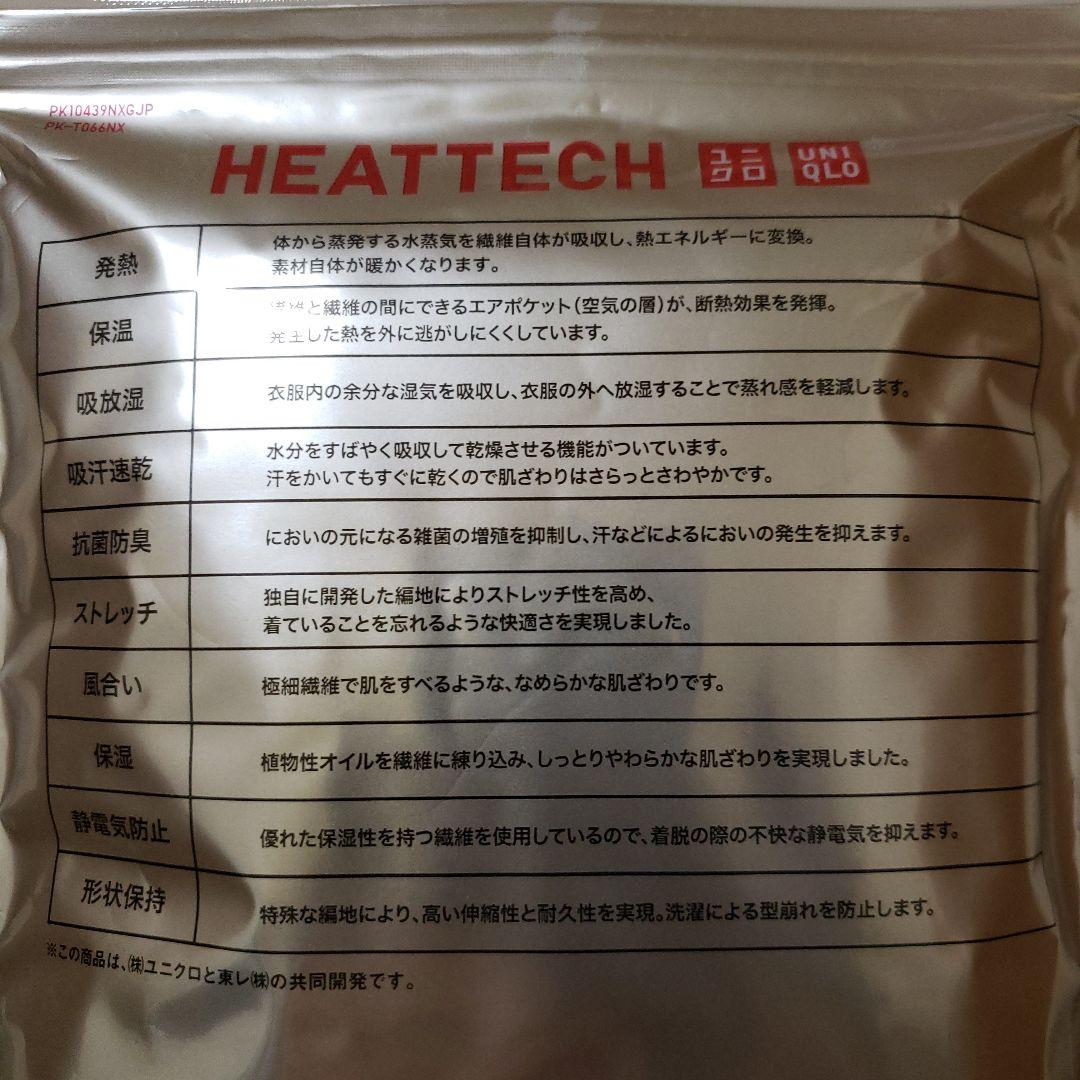 PK10439NXGJP
PK-T066NX
HEATTECH ユニクロ UNIQLO
発熱
体から蒸発する水蒸気を繊維自体が吸収し、熱エネルギーに変換。
素材自体が暖かくなります。
保温
と繊維の間にできるエアポケット(空気の層)が、断熱効果を発揮。
発生した熱を外に逃がしにくくしています。
吸放湿
衣服内の余分な湿気を吸収し、衣服の外へ放湿することで蒸れ感を軽減します。
吸汗速乾
水分をすばやく吸収して乾燥させる機能がついています。
汗をかいてもすぐに乾くので肌ざわりはさらっとさわやかです。
抗菌防臭
においの元になる雑菌の増殖を抑制し、汗などによるにおいの発生を抑えます。
ストレッチ
独自に開発した編地によりストレッチ性を高め、
着ていることを忘れるような快適さを実現しました。
風合い
極細繊維で肌をすべるような、なめらかな肌ざわりです。
保湿
植物性オイルを繊維に練り込み、しっとりやわらかな肌ざわりを実現しました。
静電気防止
優れた保湿性を持つ繊維を使用しているので、着脱の際の不快な静電気を抑えます。
形状保持
特殊な編地により、高い伸縮性と耐久性を実現。洗濯による型崩れを防止します。
※この商品は、㈱ユニクロと東レ㈱の共同開発です。